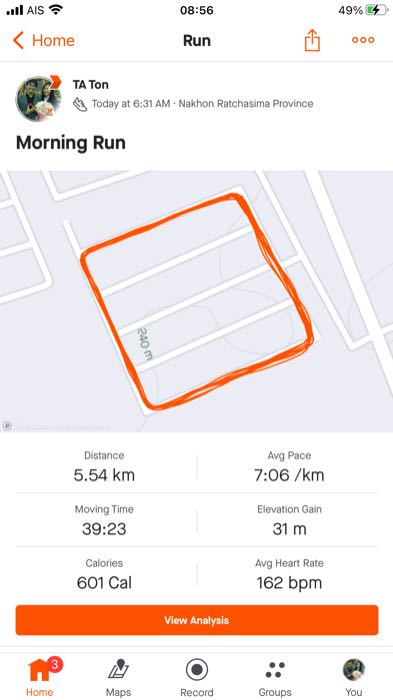 AIS 08:56 49%
Home Run
TA Ton
Today at 6:31 AM · Nakhon Ratchasima Province
Morning Run
240 m
Distance Avg Pace
5.54 km 7:06 /km
Moving Time Elevation Gain
39:23 31 m
Calories Avg Heart Rate
601 Cal 162 bpm
View Analysis
3
Home Maps Record Groups You